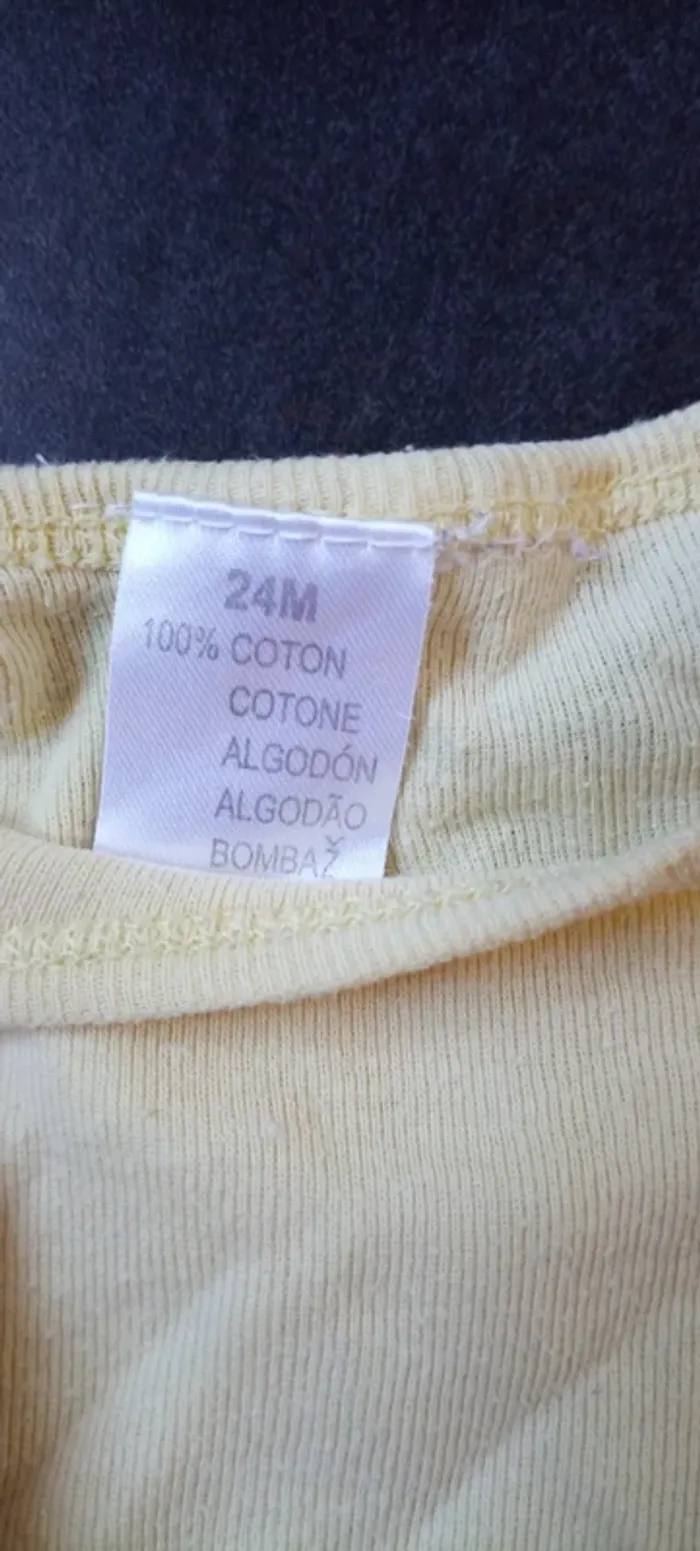 24M
100% COTON
COTONE
ALGODÓN
ALGODÃO
BOMBAŽ